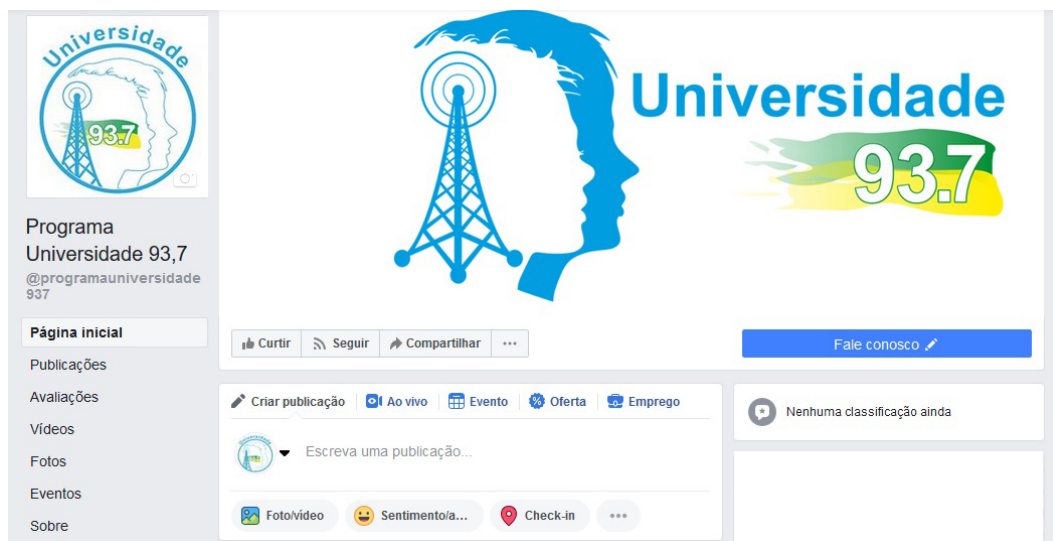 Universidade
93.7
Universidade
93.7
Programa
Universidade 93,7
@programauniversidade
937
Página inicial
Publicações
Avaliações
Vídeos
Fotos
Eventos
Sobre
Curtir Seguir Compartilhar ...
Fale conosco
Criar publicação Ao vivo Evento Oferta Emprego
Universidade
Escreva uma publicação...
Foto/vídeo Sentimento/a... Check-in ...
Nenhuma classificação ainda